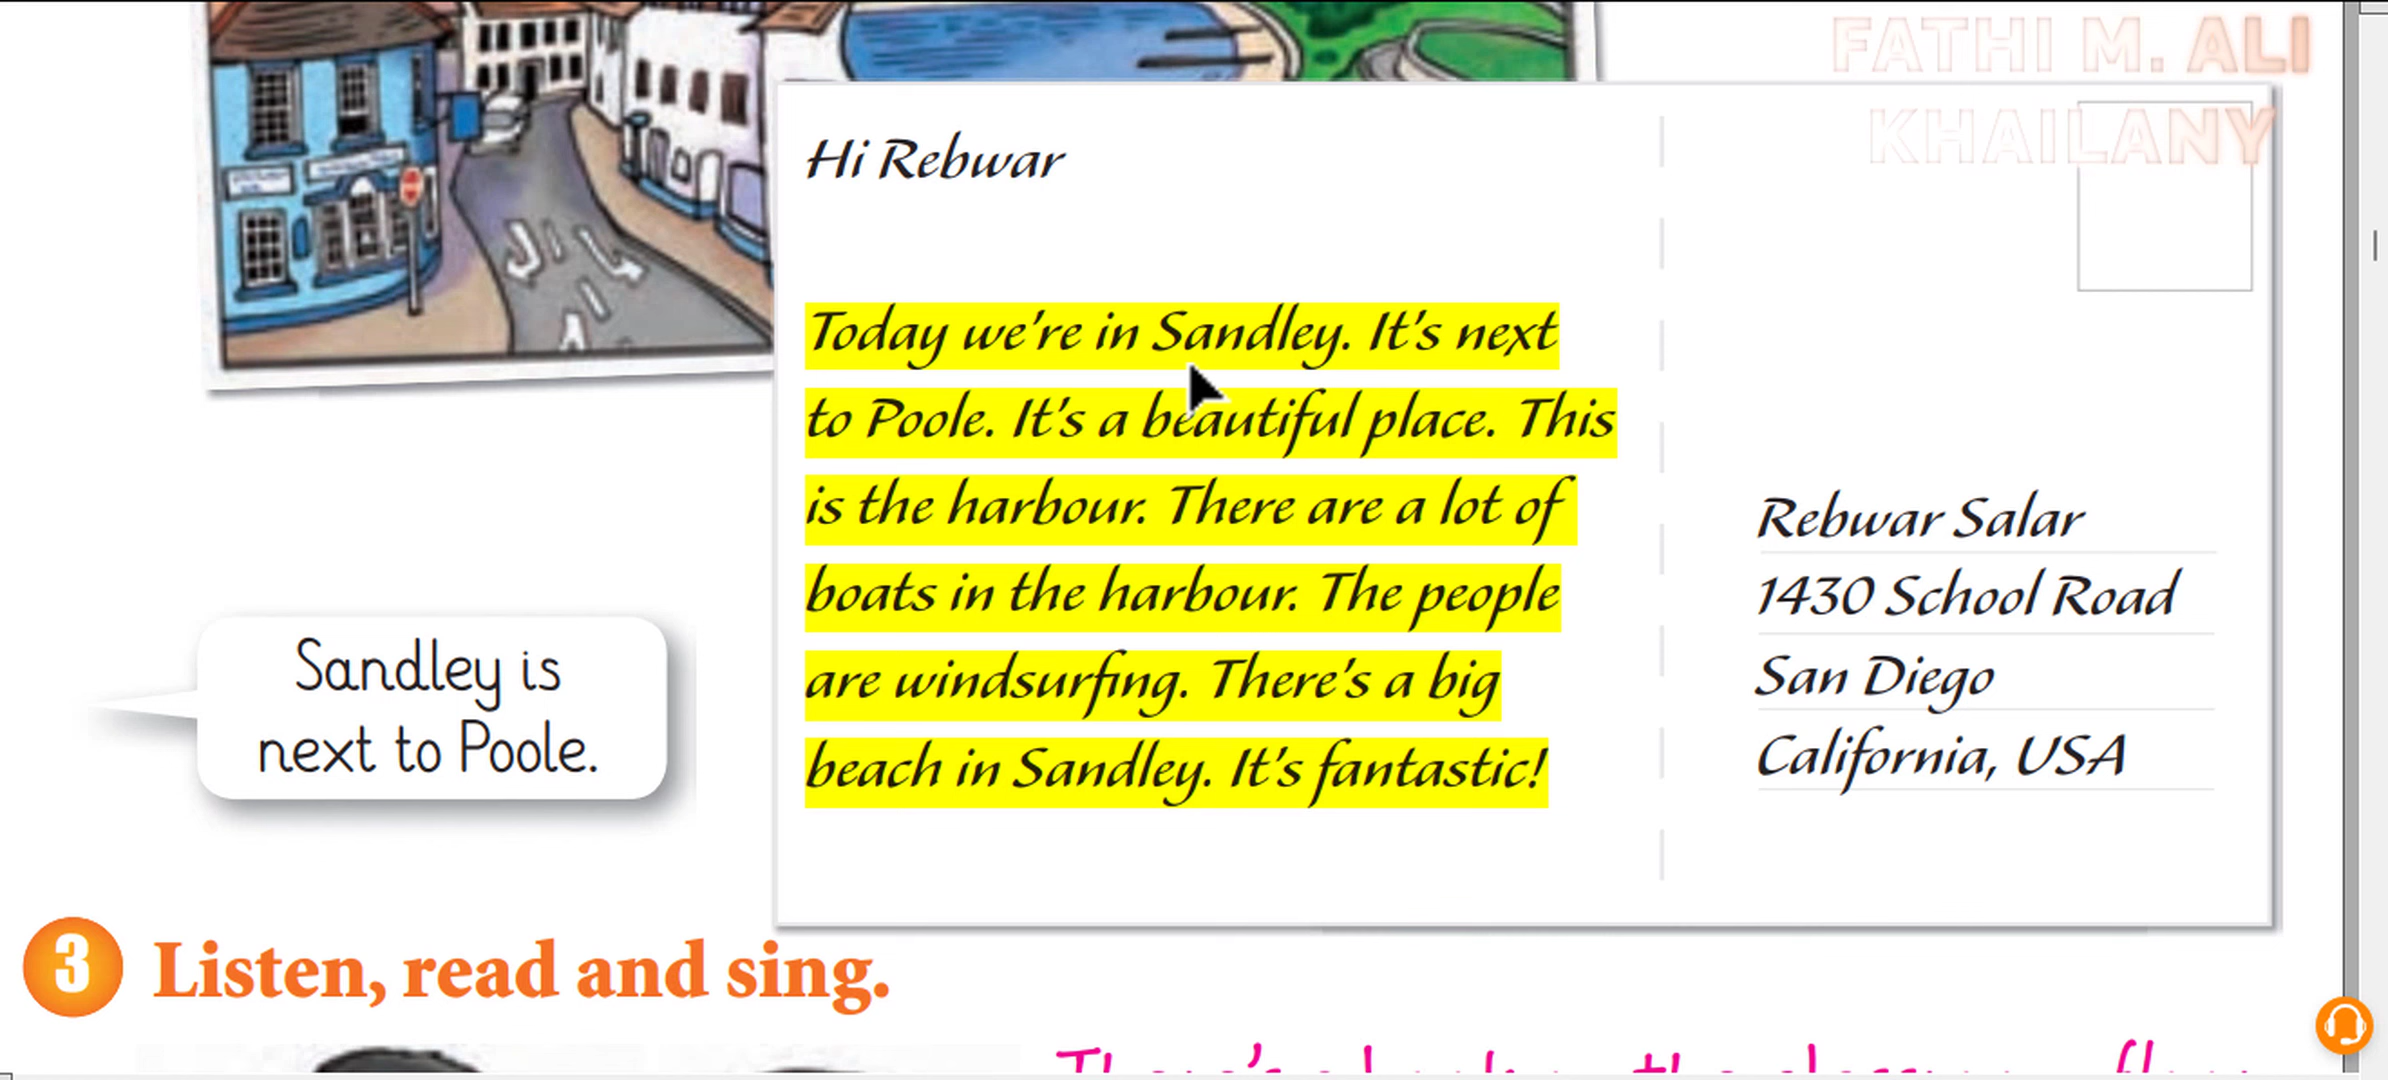 FATHI M. ALI
KHAILANY
Hi Rebwar
Today we're in Sandley. It's next
to Poole. It's a beautiful place. This
is the harbour. There are a lot of
boats in the harbour. The people
are windsurfing. There's a big
beach in Sandley. It's fantastic!
Rebwar Salar
1430 School Road
San Diego
California, USA
Sandley is
next to Poole.
3 Listen, read and sing.
There's a